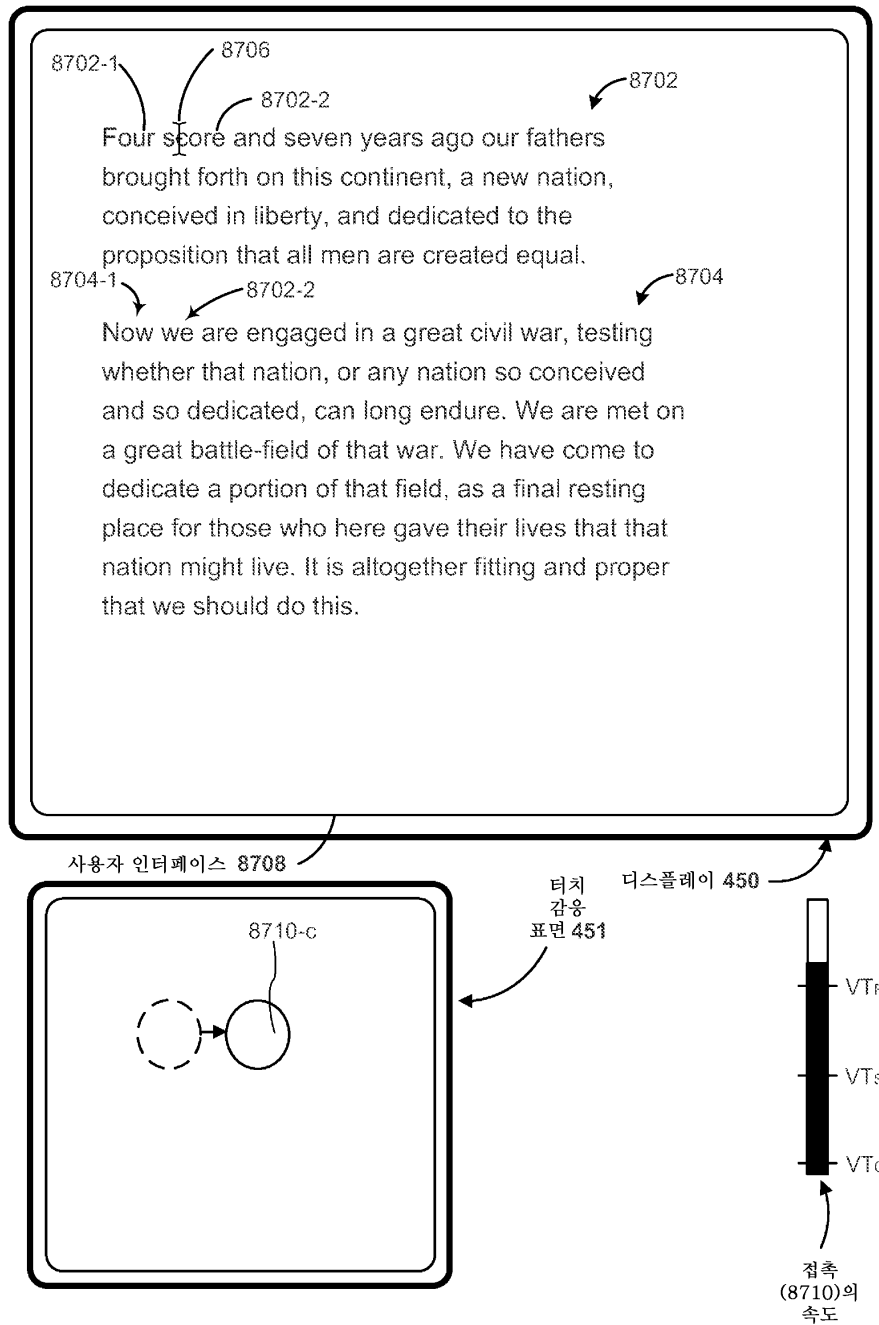 8706
8702-1
8702-2
8702
Four score and seven years ago our fathers
brought forth on this continent, a new nation,
conceived in liberty, and dedicated to the
proposition that all men are created equal.
8704-1
8702-2
8704
Now we are engaged in a great civil war, testing
whether that nation, or any nation so conceived
and so dedicated, can long endure. We are met on
a great battle-field of that war. We have come to
dedicate a portion of that field, as a final resting
place for those who here gave their lives that that
nation might live. It is altogether fitting and proper
that we should do this.
사용자 인터페이스 8708
디스플레이 450
터치
감응
표면 451
8710-c
VT
VTS
VT
접촉
(8710)의
속도